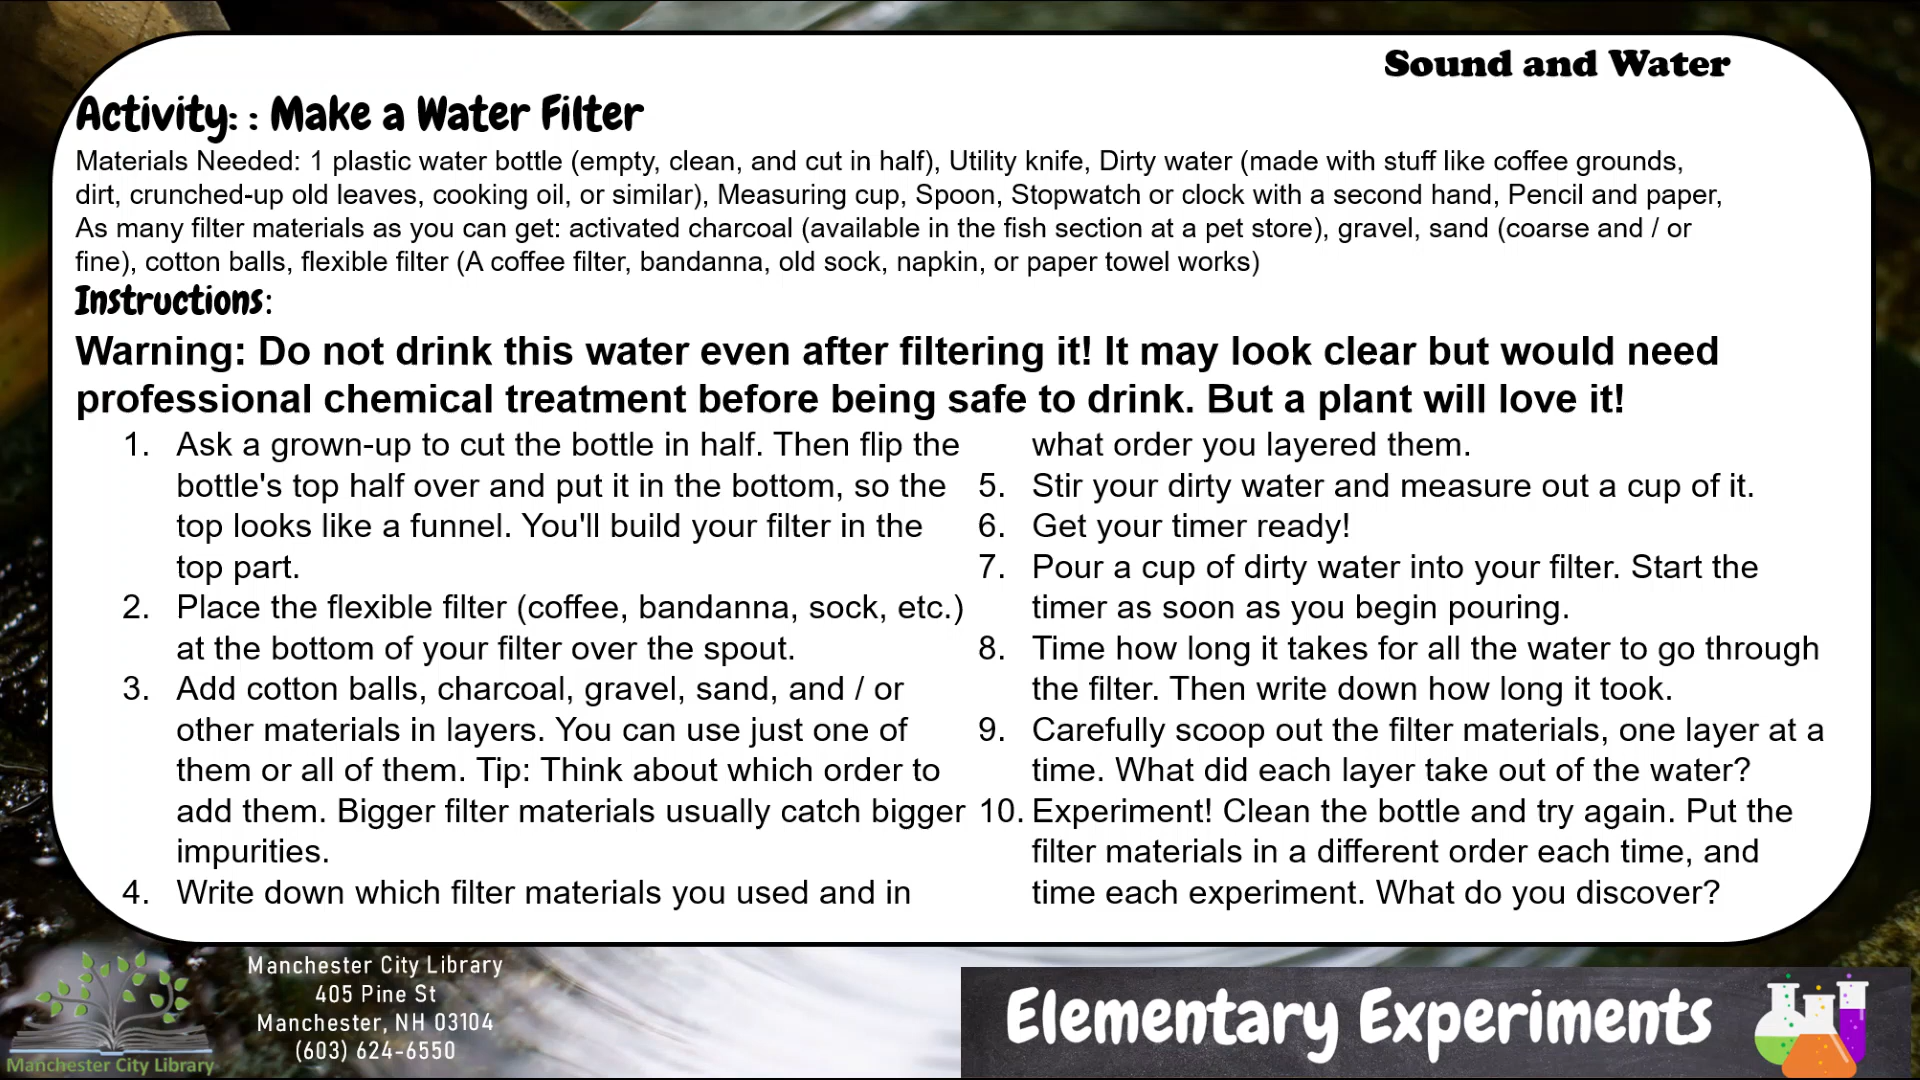 Sound and Water
Activity: : Make a Water Filter
Materials Needed: 1 plastic water bottle (empty, clean, and cut in half), Utility knife, Dirty water (made with stuff like coffee grounds,
dirt, crunched-up old leaves, cooking oil, or similar), Measuring cup, Spoon, Stopwatch or clock with a second hand, Pencil and paper,
As many filter materials as you can get: activated charcoal (available in the fish section at a pet store), gravel, sand (coarse and / or
fine), cotton balls, flexible filter (A coffee filter, bandanna, old sock, napkin, or paper towel works)
Instructions:
Warning: Do not drink this water even after filtering it! It may look clear but would need
professional chemical treatment before being safe to drink. But a plant will love it!
1. Ask a grown-up to cut the bottle in half. Then flip the
bottle's top half over and put it in the bottom, so the
top looks like a funnel. You'll build your filter in the
top part.
2. Place the flexible filter (coffee, bandanna, sock, etc.)
at the bottom of your filter over the spout.
3. Add cotton balls, charcoal, gravel, sand, and / or
other materials in layers. You can use just one of
them or all of them. Tip: Think about which order to
add them. Bigger filter materials usually catch bigger
impurities.
4. Write down which filter materials you used and in
what order you layered them.
5. Stir your dirty water and measure out a cup of it.
6. Get your timer ready!
7. Pour a cup of dirty water into your filter. Start the
timer as soon as you begin pouring.
8. Time how long it takes for all the water to go through
the filter. Then write down how long it took.
9. Carefully scoop out the filter materials, one layer at a
time. What did each layer take out of the water?
10. Experiment! Clean the bottle and try again. Put the
filter materials in a different order each time, and
time each experiment. What do you discover?
Manchester City Library
Manchester City Library
405 Pine St
Manchester, NH 03104
(603) 624-6550
Elementary Experiments